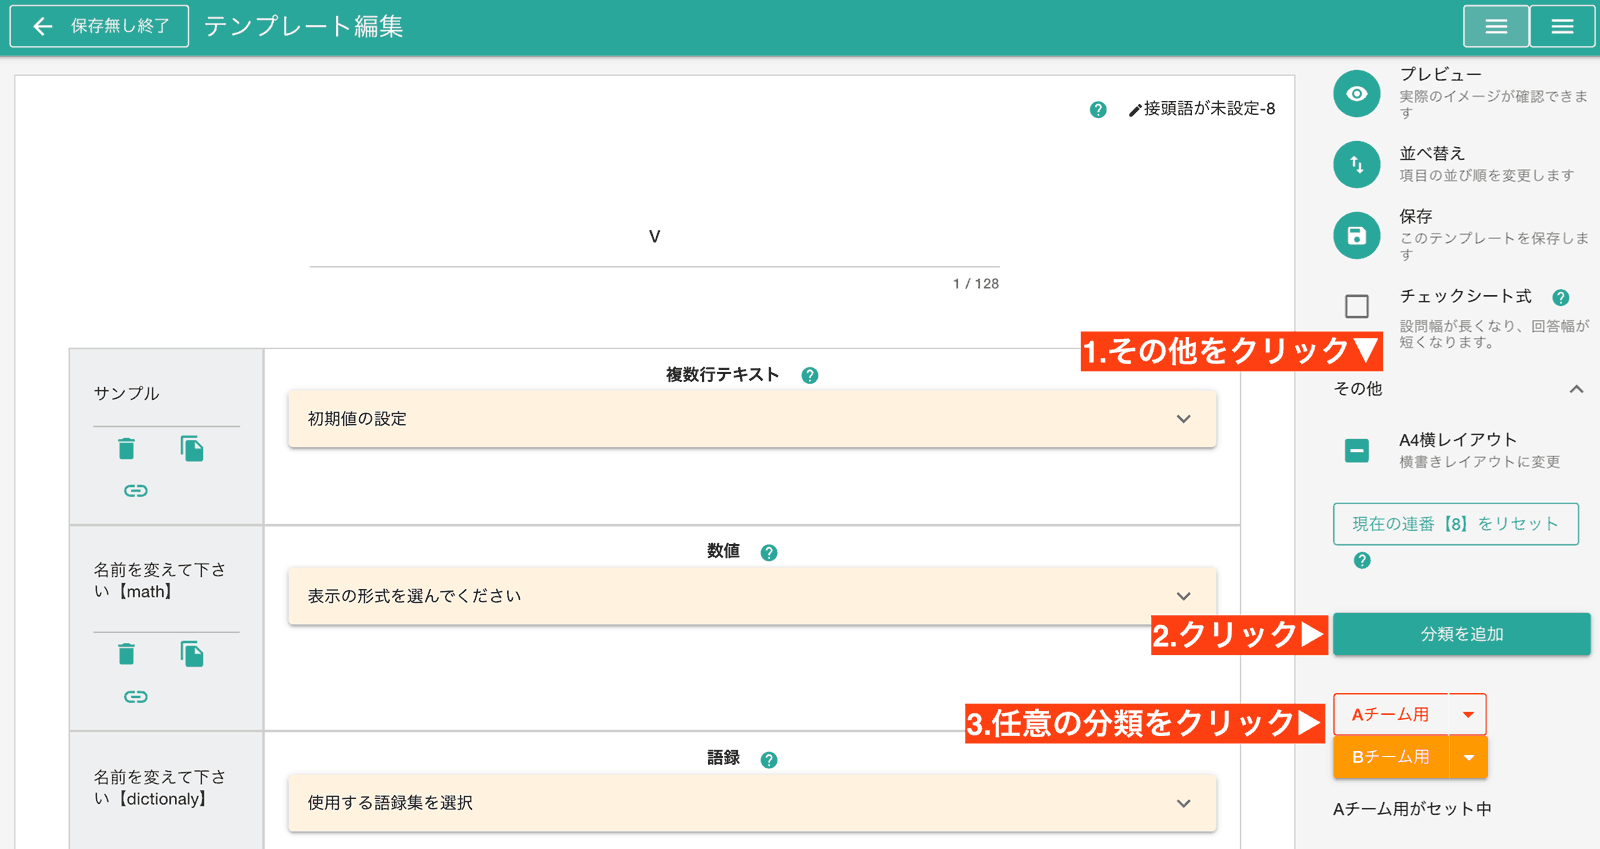 保存無し終了
テンプレート編集
接頭語が未設定-8
V
1 / 128
サンプル
複数行テキスト
初期値の設定
名前を変えて下さ
い【math】
数値
表示の形式を選んでください
名前を変えて下さ
い【dictionaly】
語録
使用する語録集を選択
プレビュー
実際のイメージが確認できま
す
並べ替え
項目の並び順を変更します
保存
このテンプレートを保存しま
す
チェックシート式
設問幅が長くなり、回答幅が
短くなります。
1.その他をクリック▼
その他
A4横レイアウト
横書きレイアウトに変更
現在の連番【8】をリセット
2.クリック▶
分類を追加
3.任意の分類をクリック▶
Aチーム用
Bチーム用
Aチーム用がセット中